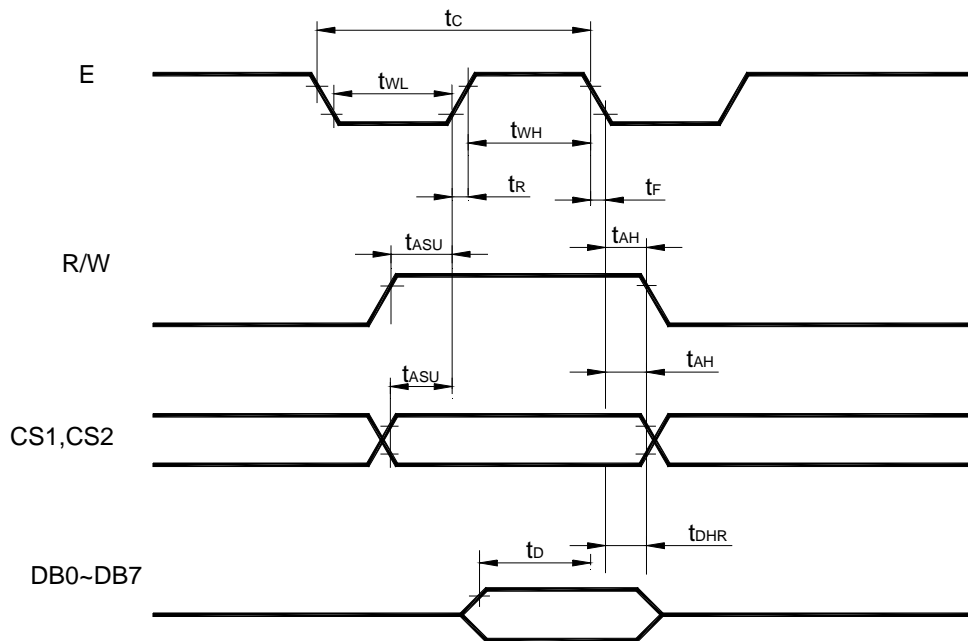 tC
E
tWL
tWH
tR
tF
tASU
tAH
R/W
tASU
tAH
CS1,CS2
tD
tDHR
DB0~DB7